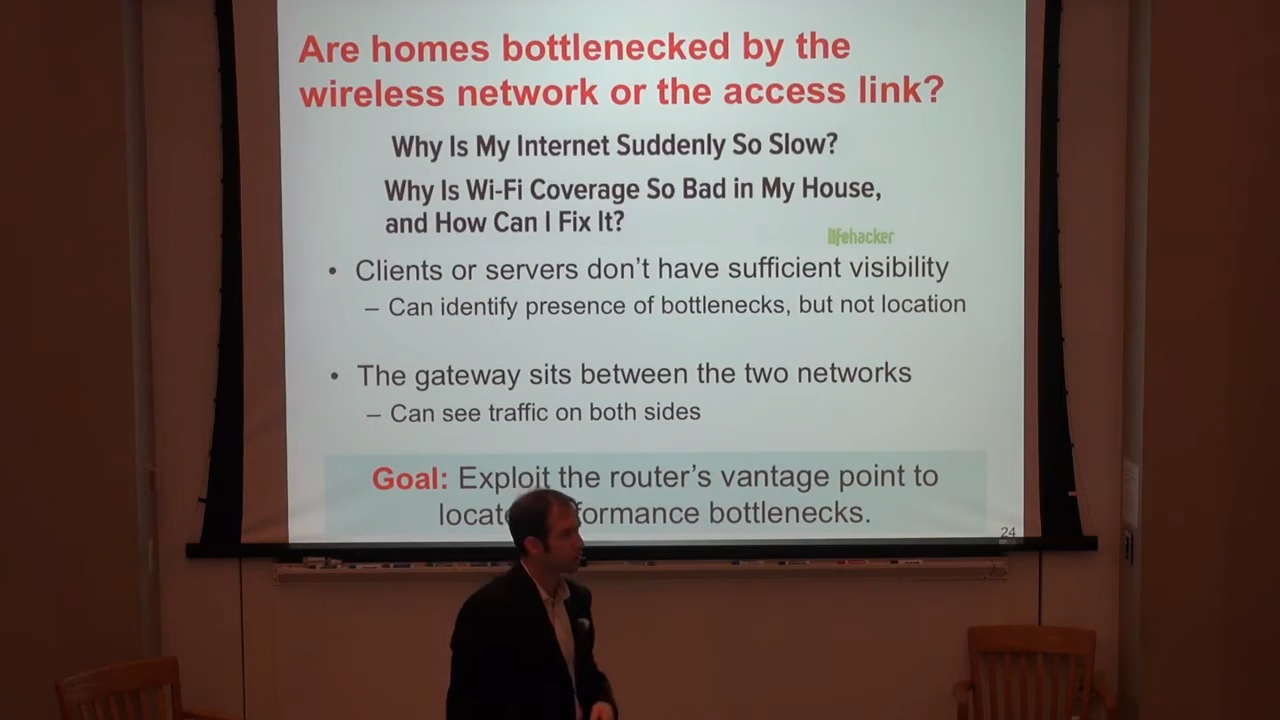 Are homes bottlenecked by the
wireless network or the access link?
Why Is My Internet Suddenly So Slow?
Why Is Wi-Fi Coverage So Bad in My House,
and How Can I Fix It?
lifehacker
• Clients or servers don't have sufficient visibility
– Can identify presence of bottlenecks, but not location
• The gateway sits between the two networks
– Can see traffic on both sides
Goal: Exploit the router's vantage point to
bottlenecks.
24